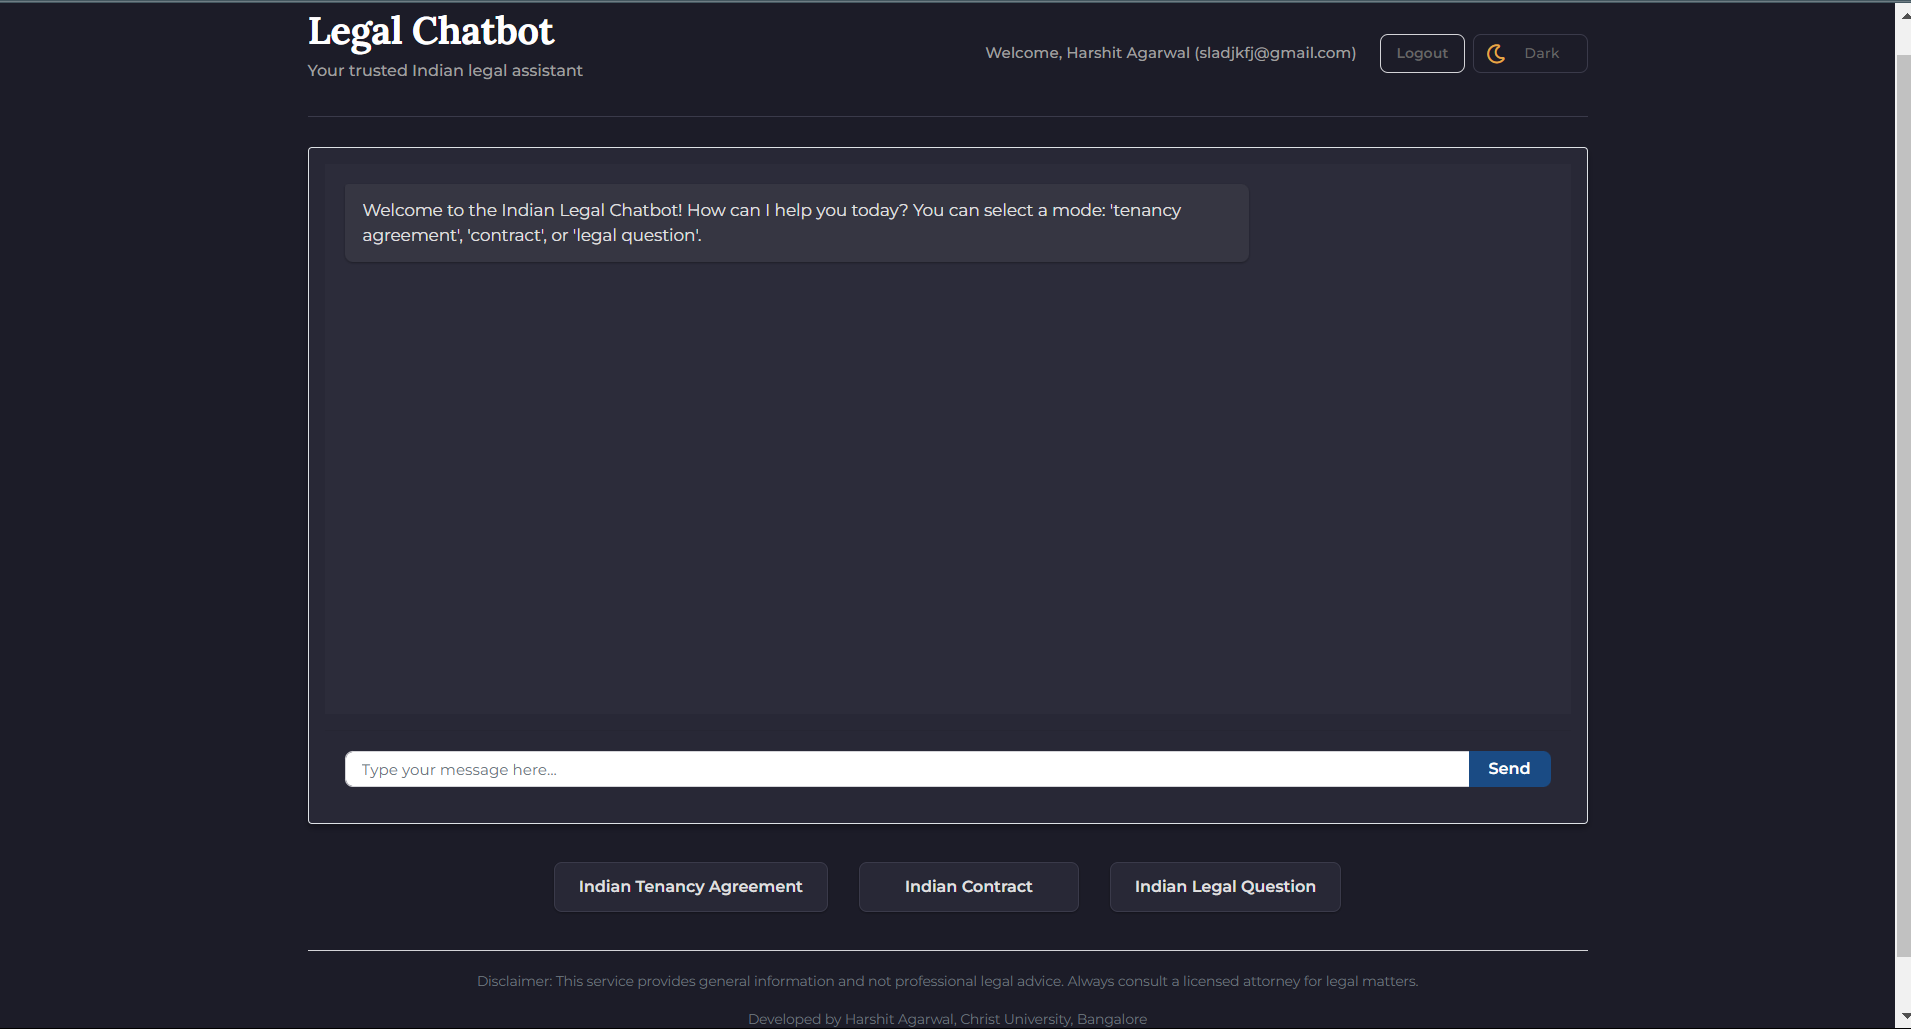 Legal Chatbot
Your trusted Indian legal assistant
Welcome, Harshit Agarwal (sladjkfj@gmail.com)
Logout
Dark
Welcome to the Indian Legal Chatbot! How can I help you today? You can select a mode: 'tenancy
agreement', 'contract', or 'legal question'.
Type your message here...
Send
Indian Tenancy Agreement
Indian Contract
Indian Legal Question
Disclaimer: This service provides general information and not professional legal advice. Always consult a licensed attorney for legal matters.
Developed by Harshit Agarwal, Christ University, Bangalore